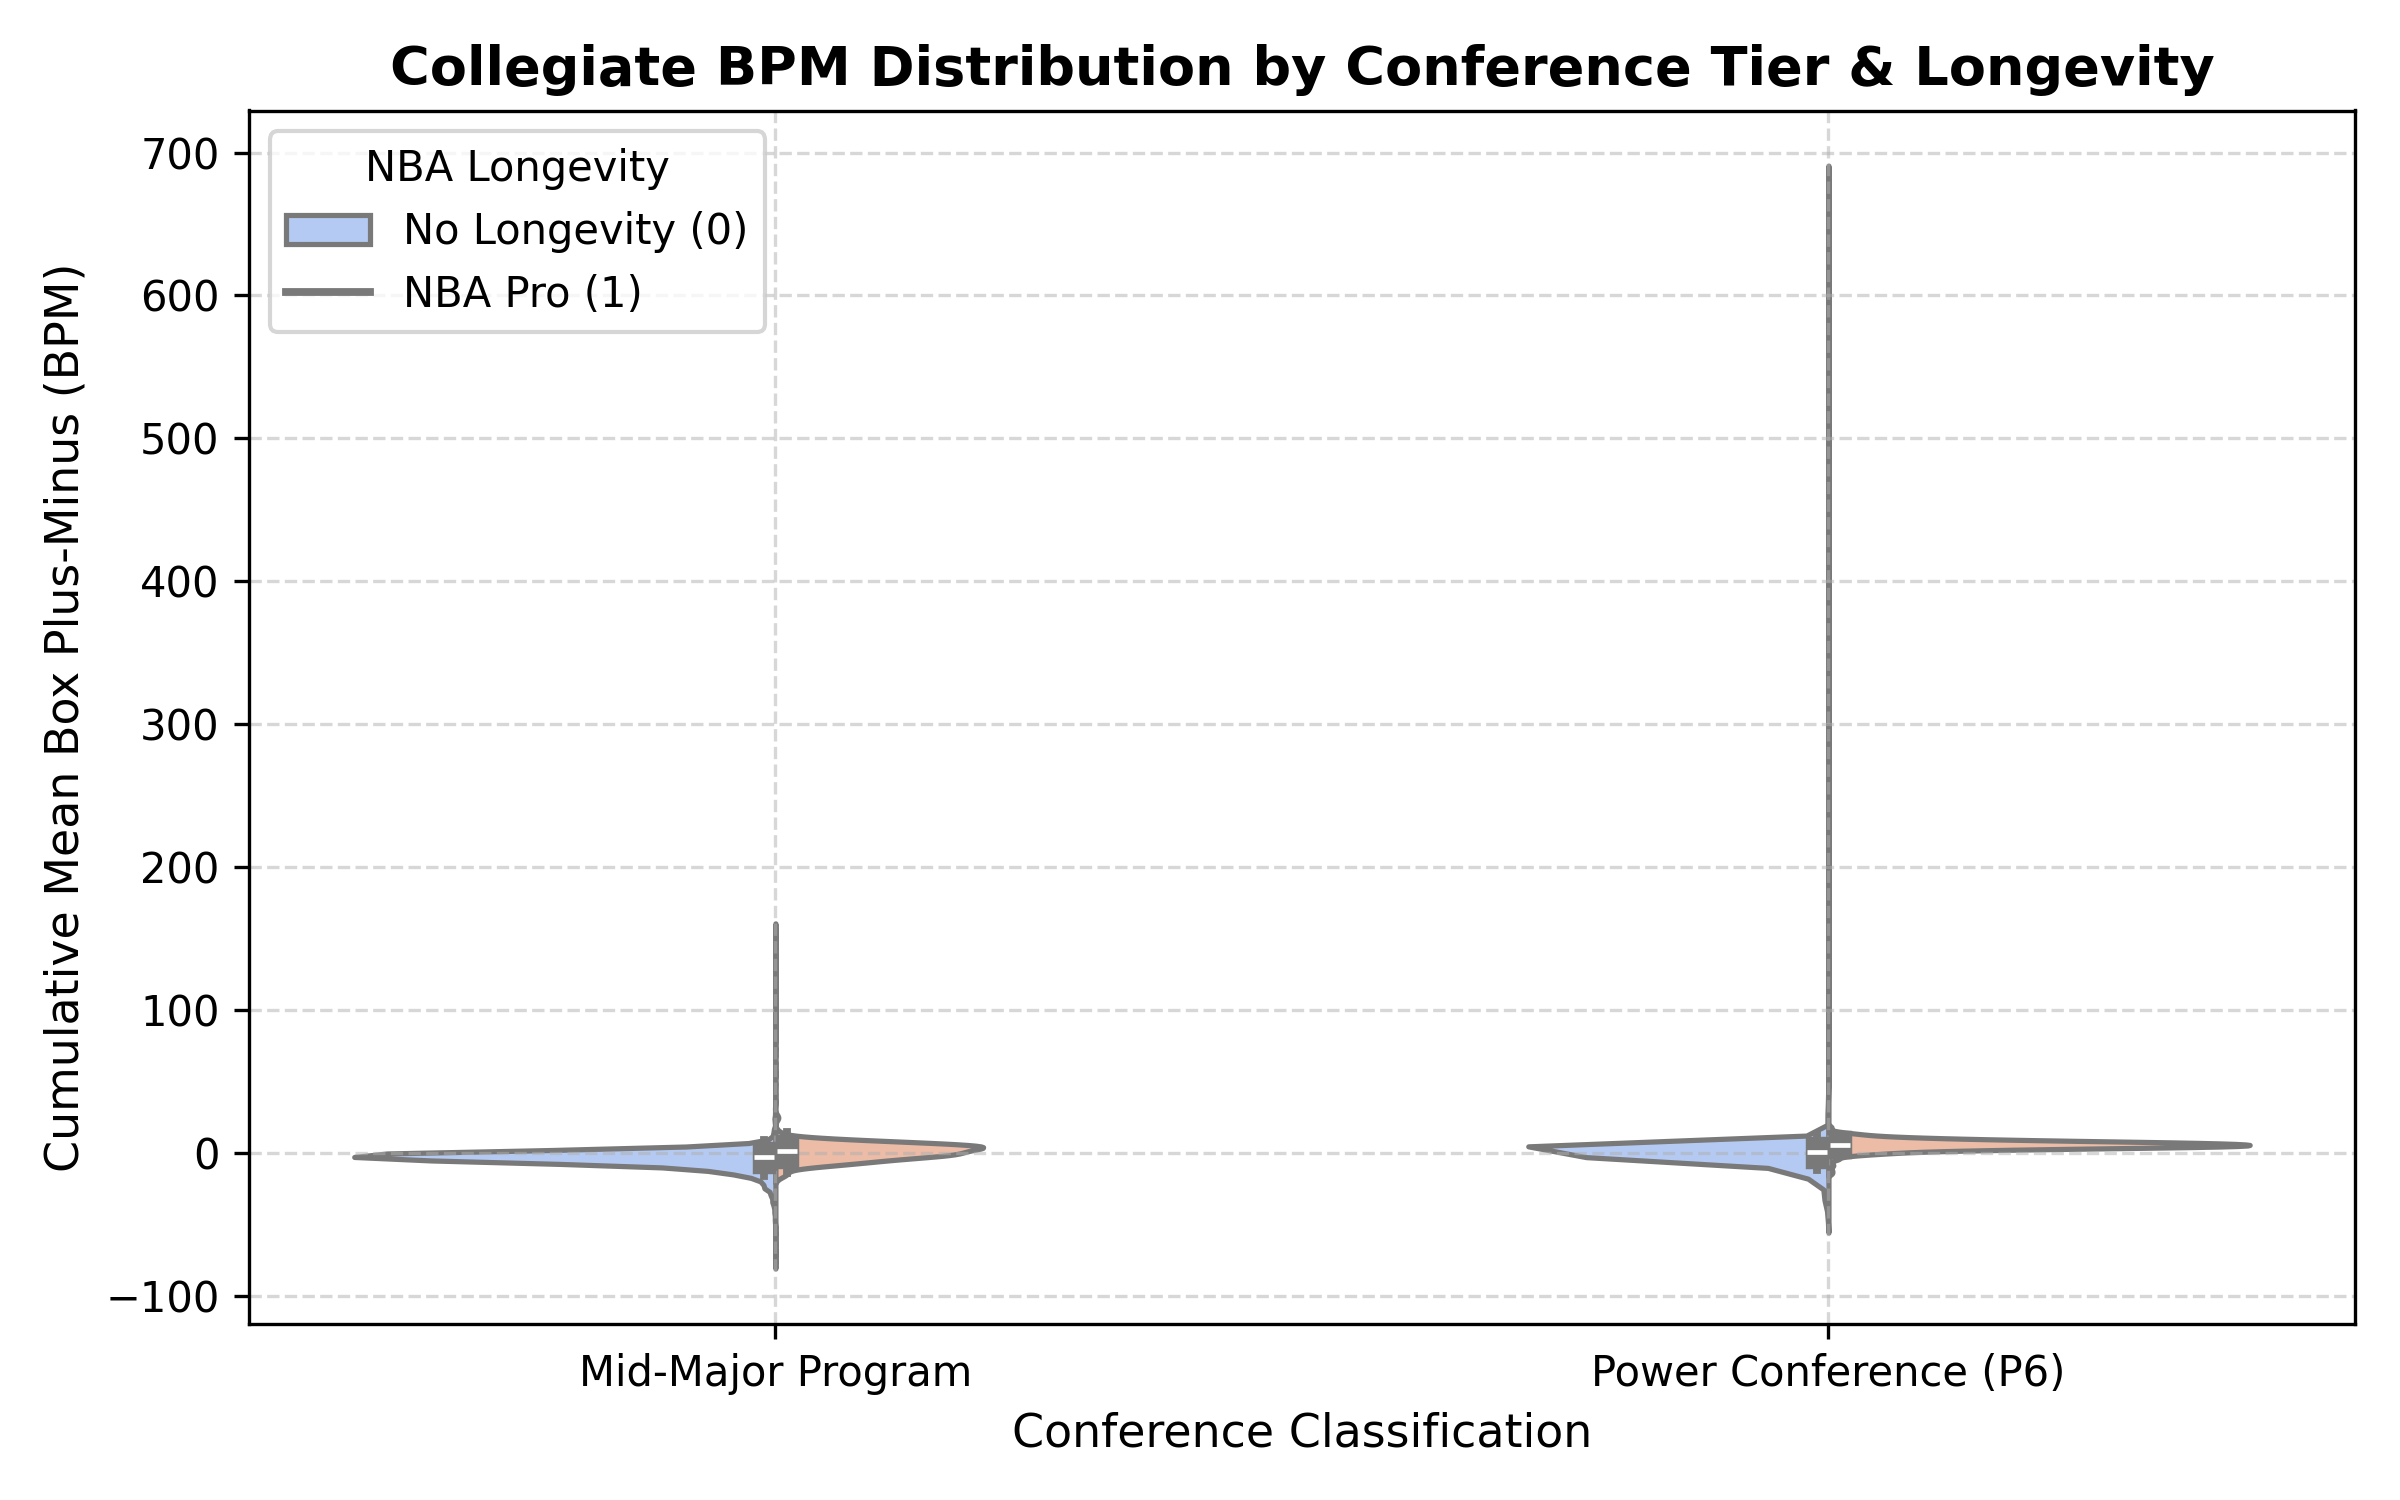 Collegiate BPM Distribution by Conference Tier & Longevity
NBA Longevity
No Longevity (0)
NBA Pro (1)
Cumulative Mean Box Plus-Minus (BPM)
700
600
500
400
300
200
100
0
−100
Mid-Major Program
Power Conference (P6)
Conference Classification